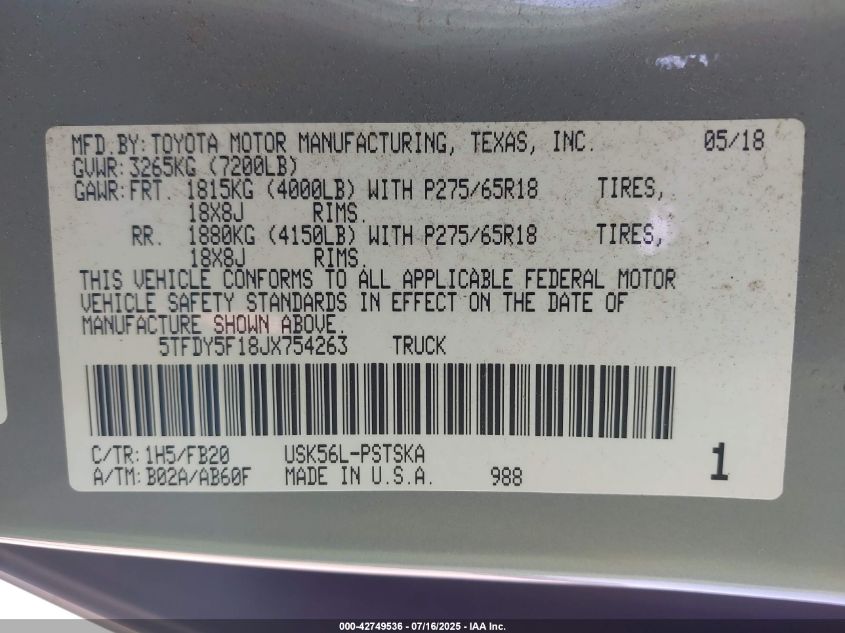 MFD.BY: TOYOTA MOTOR MANUFACTURING, TEXAS, INC. 05/18
GVWR: 3265KG (7200LB)
GAWR: FRT. 1815KG (4000LB) WITH P275/65R18 TIRES,
18X8J RIMS.
RR. 1880KG (4150LB) WITH P275/65R18 TIRES,
18X8J RIMS.
THIS VEHICLE CONFORMS TO ALL APPLICABLE FEDERAL MOTOR
VEHICLE SAFETY STANDARDS IN EFFECT ON THE DATE OF
MANUFACTURE SHOWN ABOVE.
5TFDY5F18JX754263 TRUCK
C/TR: 1H5/FB20 USK56L-PSTSKA
A/TM: B02A/AB60F MADE IN U.S.A. 988 1
000-42749536 - 07/16/2025 - IAA Inc.